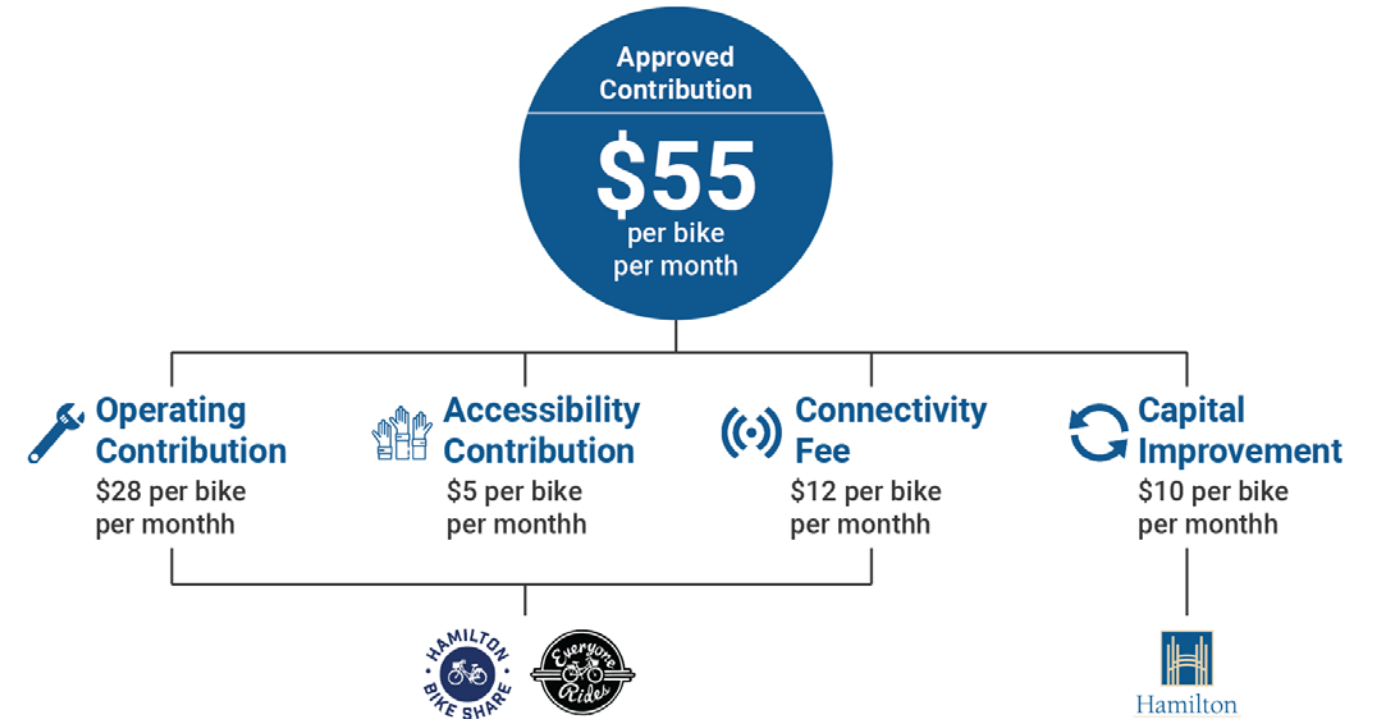 Approved
Contribution
$55
per bike
per month
Operating
Contribution
$28 per bike
per monthh
Accessibility
Contribution
$5 per bike
per monthh
Connectivity
Fee
$12 per bike
per monthh
Capital
Improvement
$10 per bike
per monthh
HAMILTON
BIKE SHARE
Everyone
Rides
Hamilton